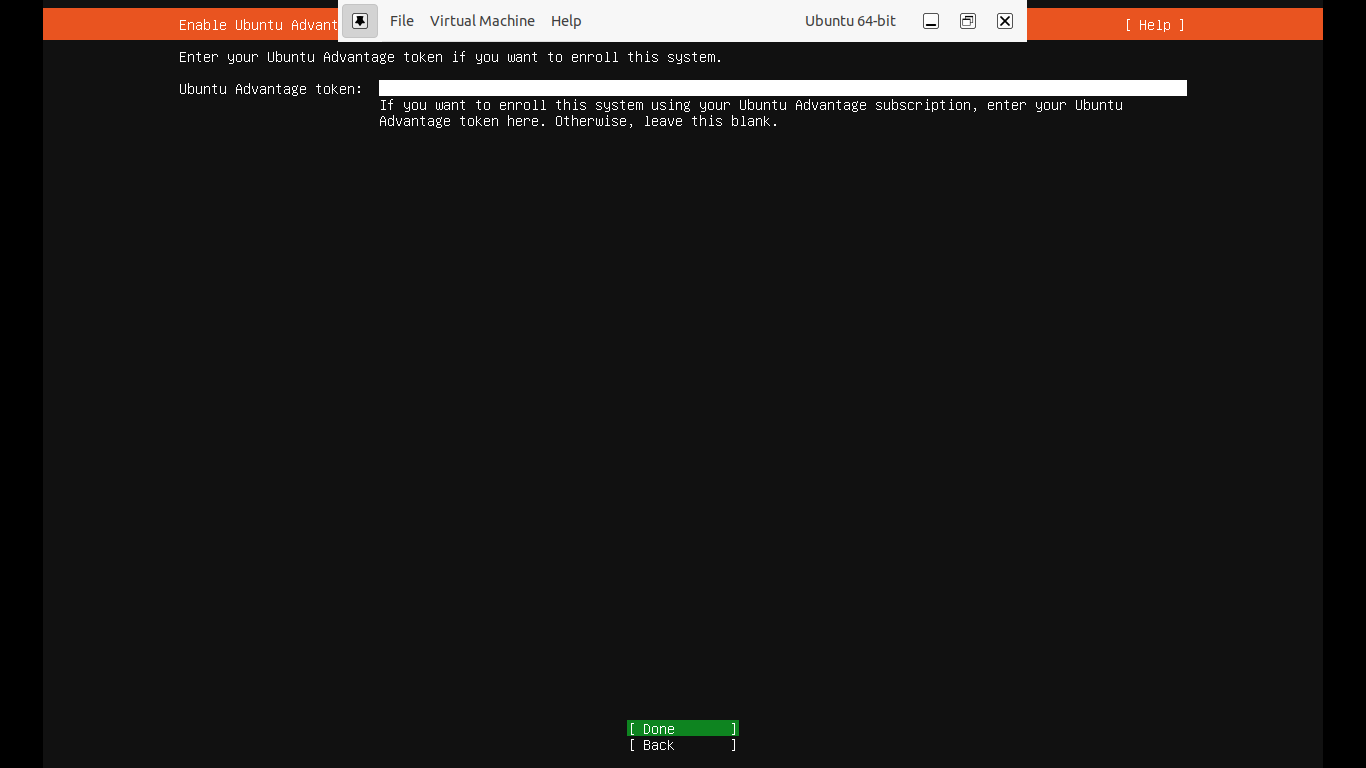 Enable Ubuntu Advant
File Virtual Machine Help Ubuntu 64-bit
[ Help ]
Enter your Ubuntu Advantage token if you want to enroll this system.
Ubuntu Advantage token:
If you want to enroll this system using your Ubuntu Advantage subscription, enter your Ubuntu
Advantage token here. Otherwise, leave this blank.
[ Done ]
[ Back ]